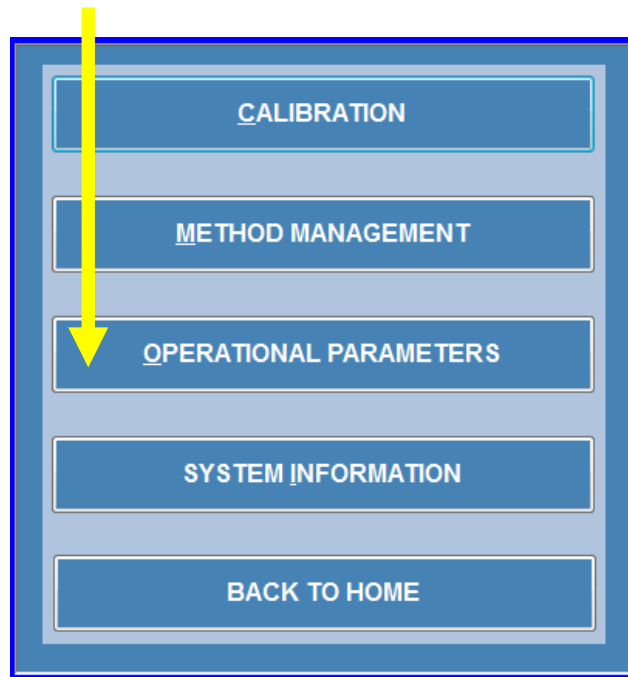 CALIBRATION
METHOD MANAGEMENT
OPERATIONAL PARAMETERS
SYSTEM INFORMATION
BACK TO HOME